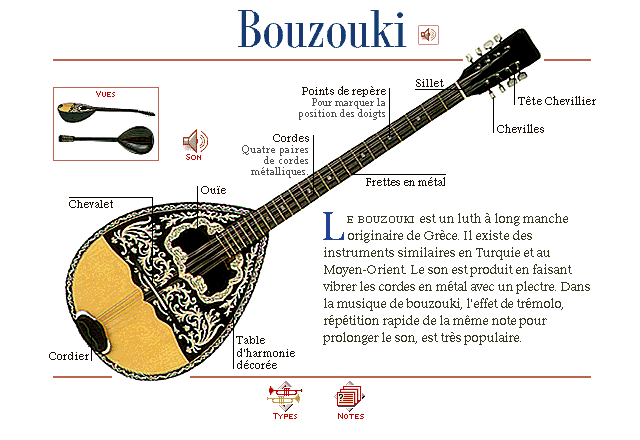 Bouzouki
VUES
SON
Points de repère
Pour marquer la
position des doigts
Sillet
Tête Chevillier
Chevilles
Cordes
Quatre paires
de cordes
métalliques.
Frettes en métal
Ouïe
Chevalet
LE BOUZOUKI est un luth à long manche
originaire de Grèce. Il existe des
instruments similaires en Turquie et au
Moyen-Orient. Le son est produit en faisant
vibrer les cordes en métal avec un plectre. Dans
la musique de bouzouki, l'effet de trémolo,
répétition rapide de la même note pour
prolonger le son, est très populaire.
Cordier
Table
d'harmonie
décorée
TYPES
NOTES